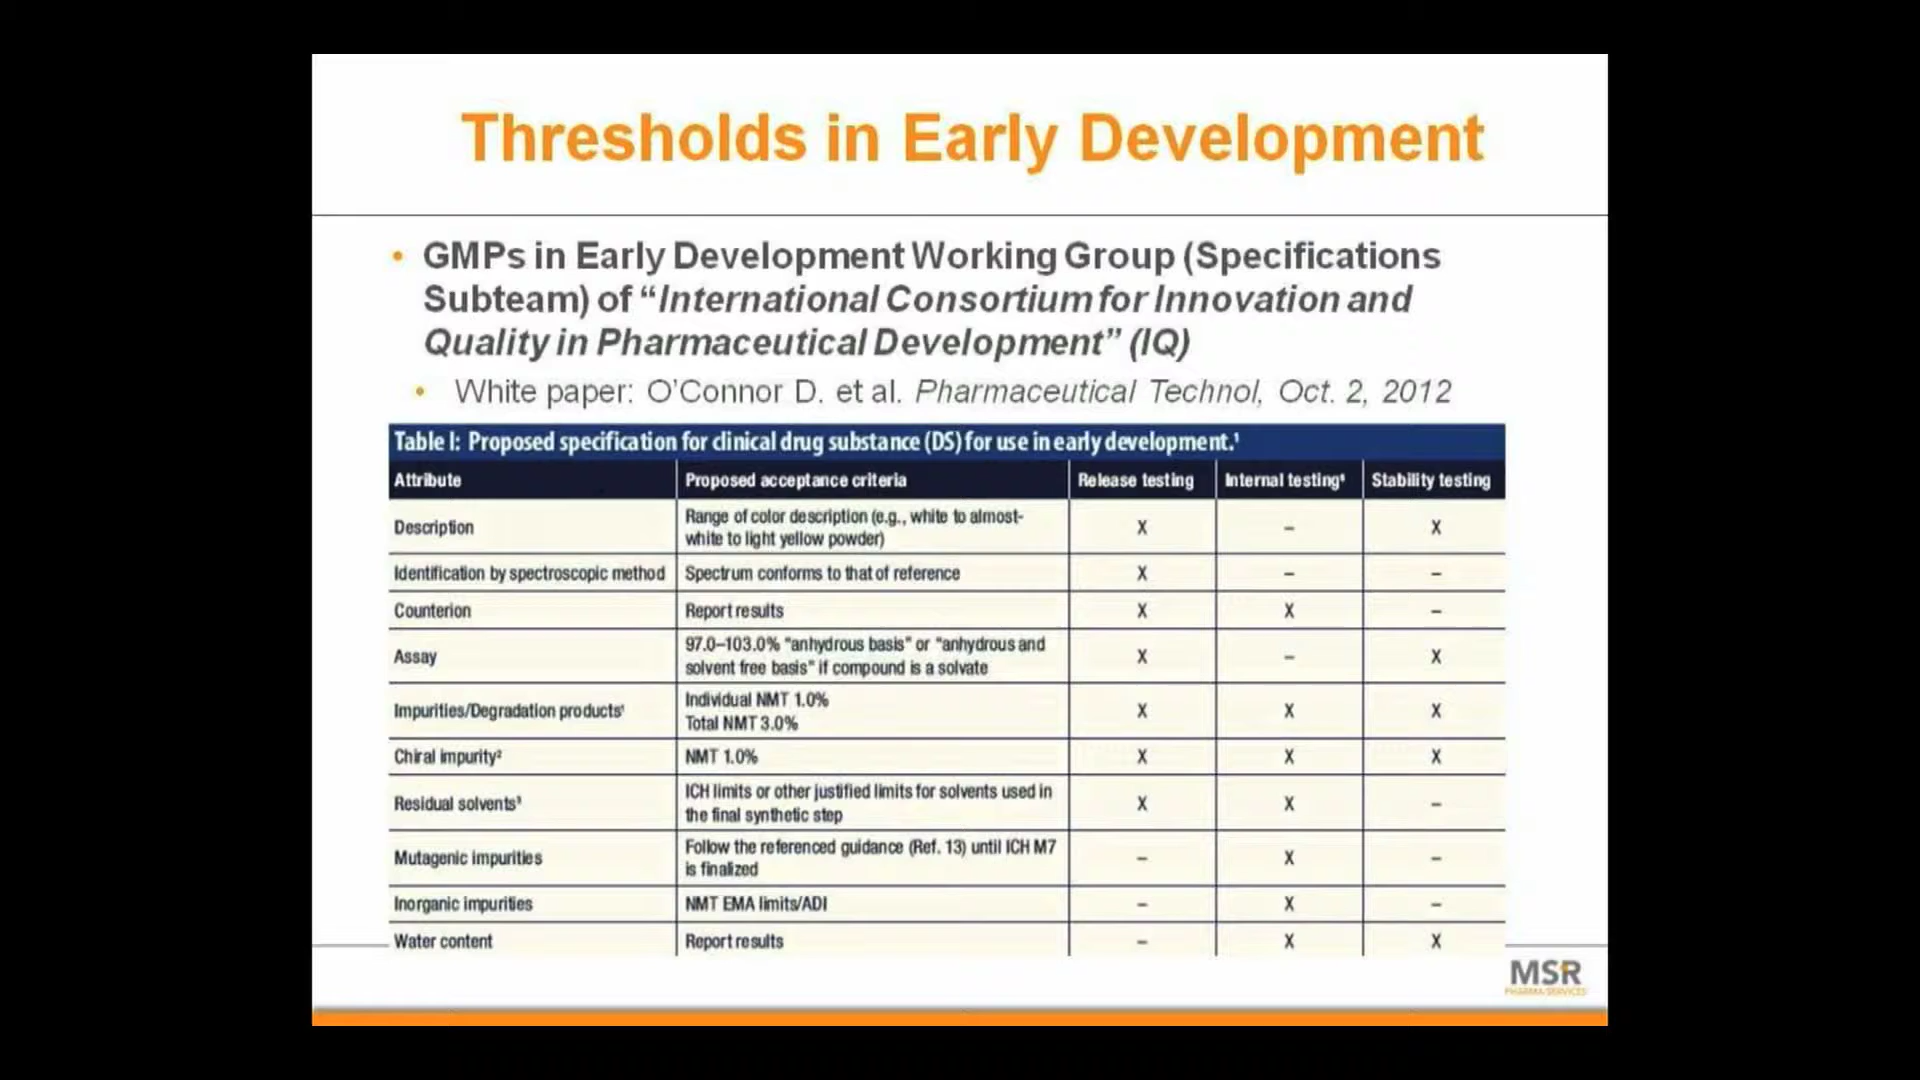 Thresholds in Early Development
• GMPs in Early Development Working Group (Specifications
Subteam) of “International Consortium for Innovation and
Quality in Pharmaceutical Development” (IQ)
• White paper: O’Connor D. et al. Pharmaceutical Technol, Oct. 2, 2012
Table I: Proposed specification for clinical drug substance (DS) for use in early development.¹
Attribute Proposed acceptance criteria Release testing Internal testing⁴ Stability testing
Description Range of color description (e.g., white to almost-
white to light yellow powder) X – X
Identification by spectroscopic method Spectrum conforms to that of reference X – –
Counterion Report results X X –
Assay 97.0–103.0% "anhydrous basis" or "anhydrous and
solvent free basis" if compound is a solvate X – X
Impurities/Degradation products¹ Individual NMT 1.0%
Total NMT 3.0% X X X
Chiral impurity² NMT 1.0% X X X
Residual solvents³ ICH limits or other justified limits for solvents used in
the final synthetic step X X –
Mutagenic impurities Follow the referenced guidance (Ref. 13) until ICH M7
is finalized – X –
Inorganic impurities NMT EMA limits/ADI – X –
Water content Report results – X X
MSR
PHARMA SERVICES